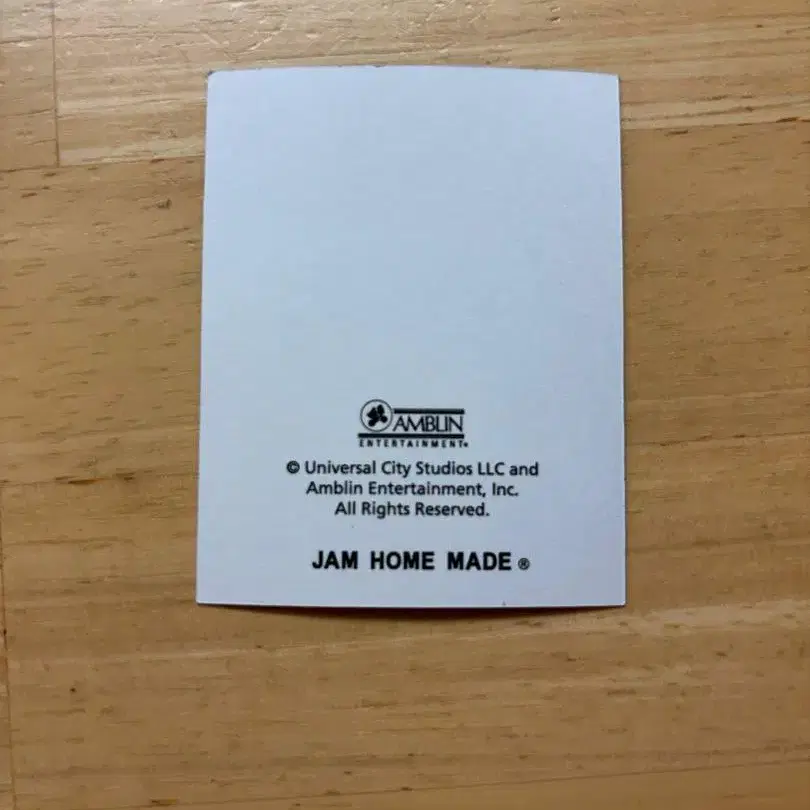 AMBLIN
ENTERTAINMENT®
© Universal City Studios LLC and
Amblin Entertainment, Inc.
All Rights Reserved.
JAM HOME MADE ®